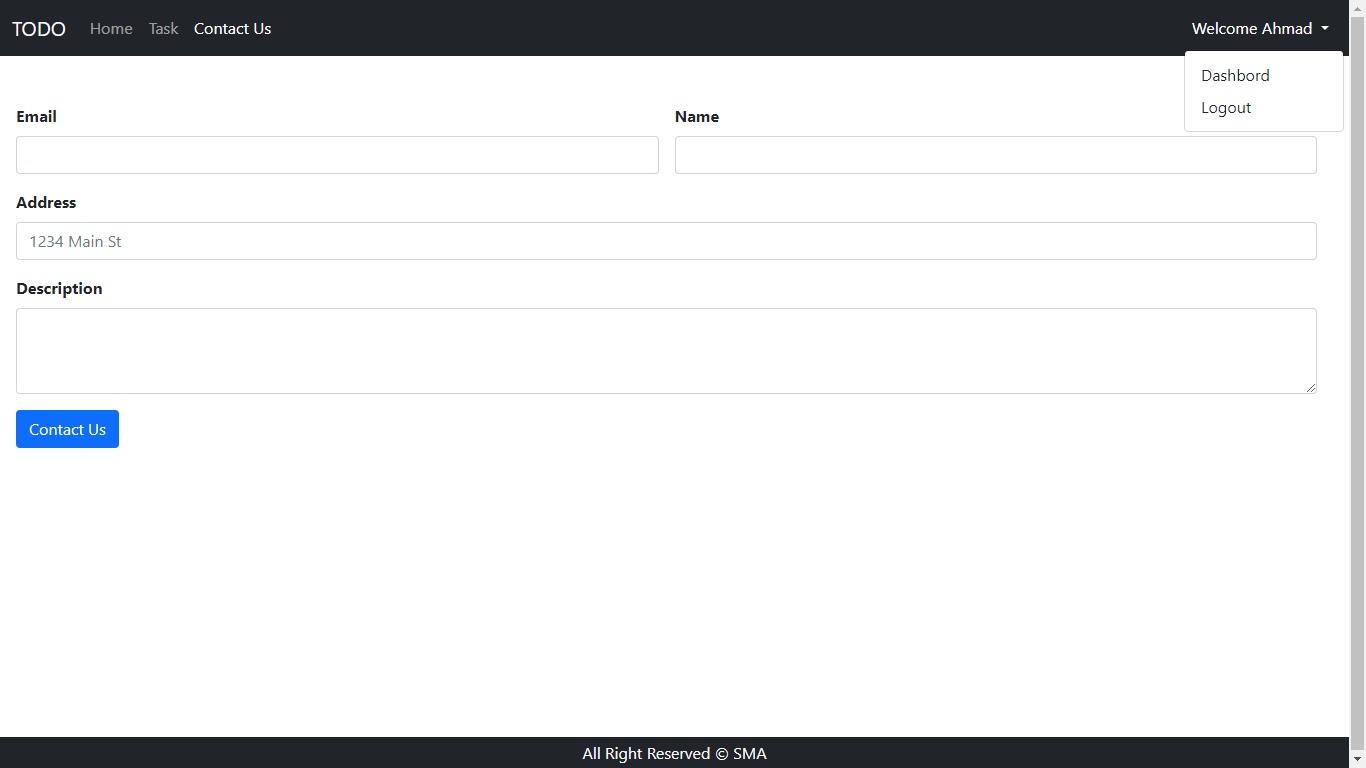 TODO Home Task Contact Us Welcome Ahmad
Dashbord
Logout
Email Name
Address
1234 Main St
Description
Contact Us
All Right Reserved © SMA